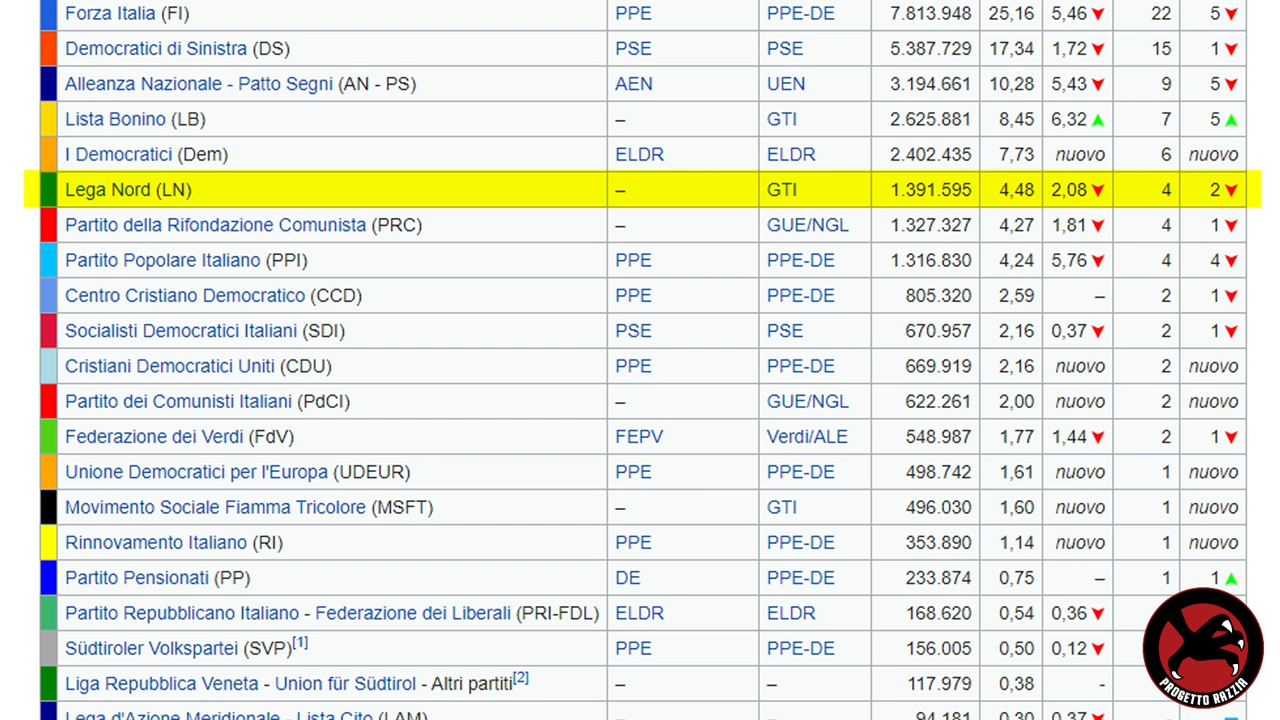 Forza Italia (FI) PPE PPE-DE 7.813.948 25,16 5,46 22 5
Democratici di Sinistra (DS) PSE PSE 5.387.729 17,34 1,72 15 1
Alleanza Nazionale - Patto Segni (AN - PS) AEN UEN 3.194.661 10,28 5,43 9 5
Lista Bonino (LB) – GTI 2.625.881 8,45 6,32 7 5
I Democratici (Dem) ELDR ELDR 2.402.435 7,73 nuovo 6 nuovo
Lega Nord (LN) – GTI 1.391.595 4,48 2,08 4 2
Partito della Rifondazione Comunista (PRC) – GUE/NGL 1.327.327 4,27 1,81 4 1
Partito Popolare Italiano (PPI) PPE PPE-DE 1.316.830 4,24 5,76 4 4
Centro Cristiano Democratico (CCD) PPE PPE-DE 805.320 2,59 – 2 1
Socialisti Democratici Italiani (SDI) PSE PSE 670.957 2,16 0,37 2 1
Cristiani Democratici Uniti (CDU) PPE PPE-DE 669.919 2,16 nuovo 2 nuovo
Partito dei Comunisti Italiani (PdCI) – GUE/NGL 622.261 2,00 nuovo 2 nuovo
Federazione dei Verdi (FdV) FEPV Verdi/ALE 548.987 1,77 1,44 2 1
Unione Democratici per l'Europa (UDEUR) PPE PPE-DE 498.742 1,61 nuovo 1 nuovo
Movimento Sociale Fiamma Tricolore (MSFT) – GTI 496.030 1,60 nuovo 1 nuovo
Rinnovamento Italiano (RI) PPE PPE-DE 353.890 1,14 nuovo 1 nuovo
Partito Pensionati (PP) DE PPE-DE 233.874 0,75 – 1 1
Partito Repubblicano Italiano - Federazione dei Liberali (PRI-FDL) ELDR ELDR 168.620 0,54 0,36
Südtiroler Volkspartei (SVP)[1] PPE PPE-DE 156.005 0,50 0,12
Liga Repubblica Veneta - Union für Südtirol - Altri partiti[2] – – 117.979 0,38 -
Lega d'Azione Meridionale - Lista Cito (LAM) 94.181 0,30 0,37
PROGETTO RAZZIA